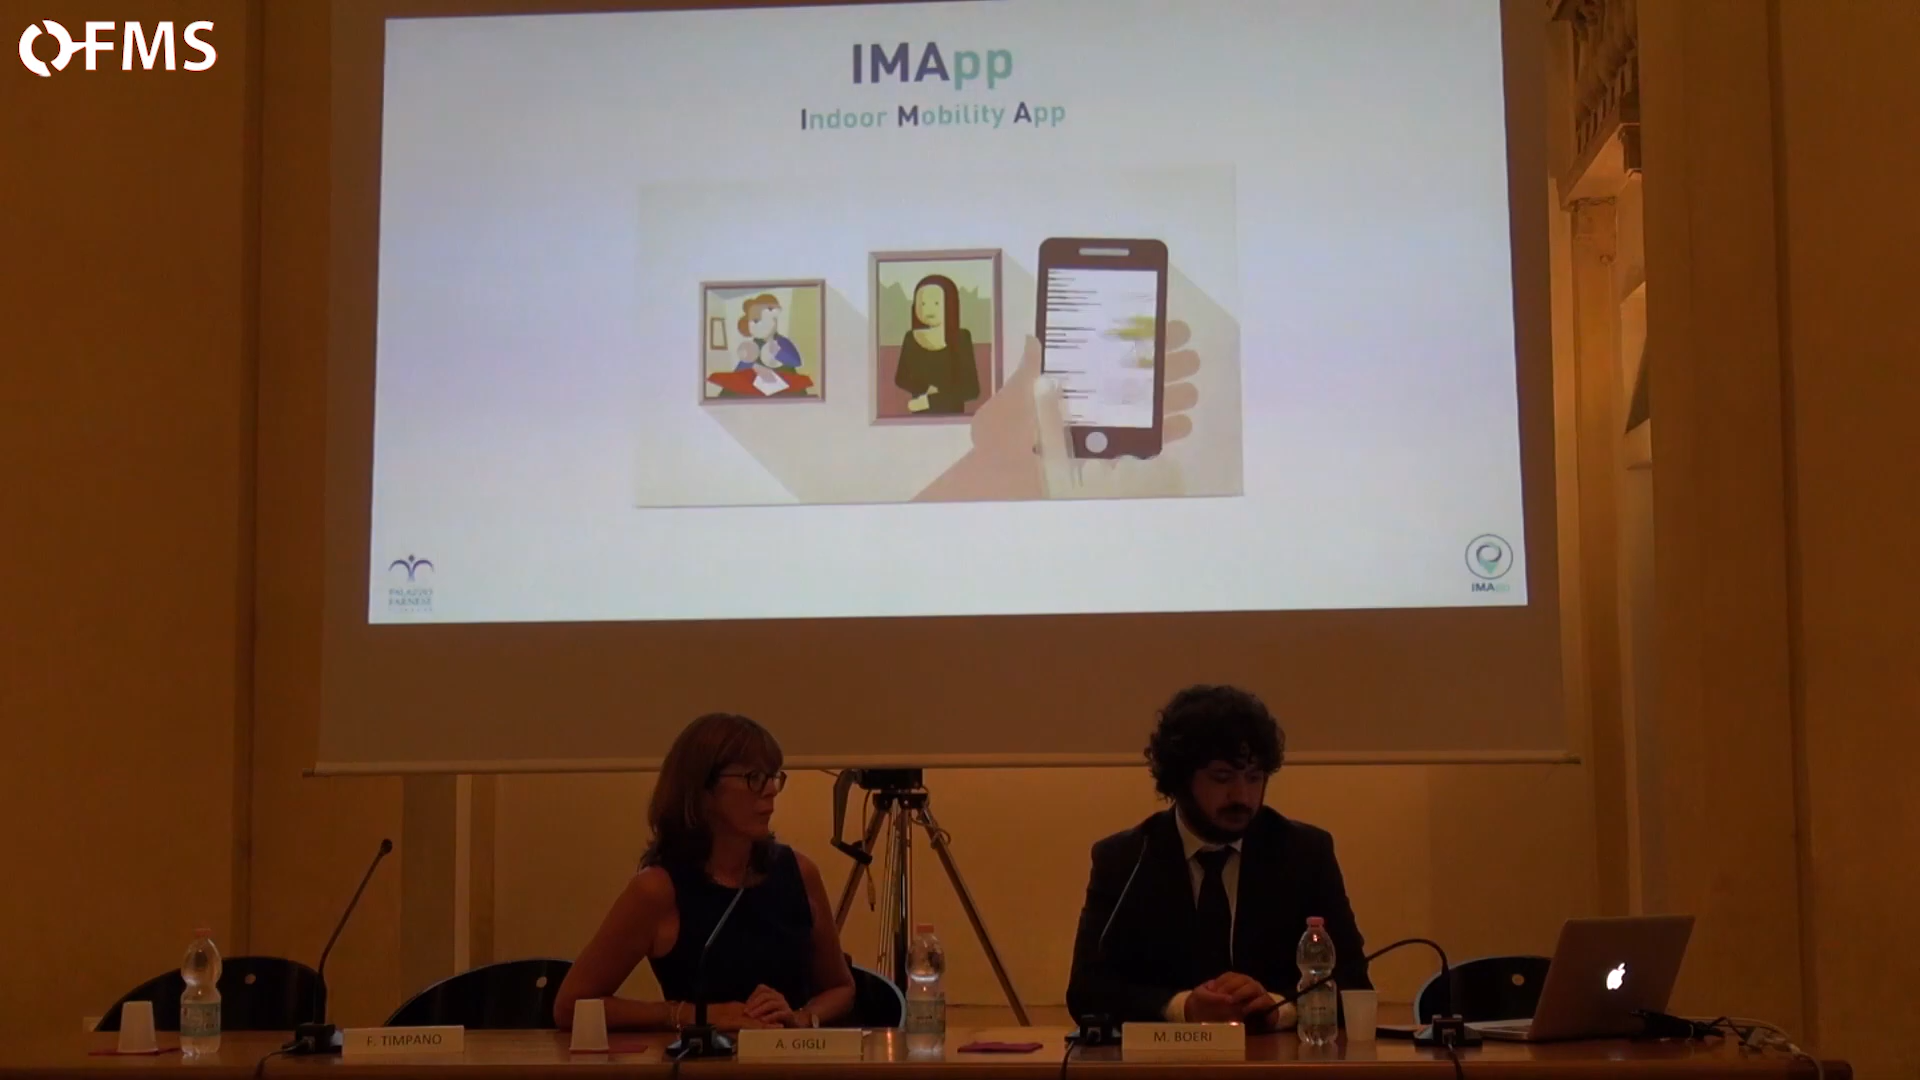 FMS
IMApp
Indoor Mobility App
PALAZZO
FARNESE
IMApp
F. TIMPANO
A. GIGLI
M. BOERI